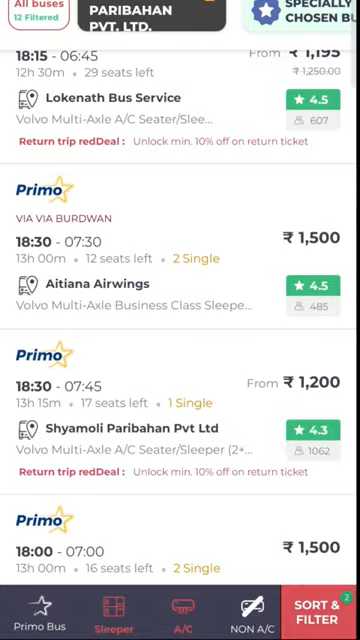 All buses
12 Filtered
PARIBAHAN
PVT. LTD.
SPECIALLY
CHOSEN BU
18:15 - 06:45
From ₹ 1,195
12h 30m • 29 seats left
₹ 1,250.00
Lokenath Bus Service
4.5
Volvo Multi-Axle A/C Seater/Slee...
607
Return trip redDeal : Unlock min. 10% off on return ticket
Primo
VIA VIA BURDWAN
18:30 - 07:30
₹ 1,500
13h 00m • 12 seats left • 2 Single
Aitiana Airwings
4.5
Volvo Multi-Axle Business Class Sleepe...
485
Primo
18:30 - 07:45
From ₹ 1,200
13h 15m • 17 seats left • 1 Single
Shyamoli Paribahan Pvt Ltd
4.3
Volvo Multi-Axle A/C Seater/Sleeper (2+...
1062
Return trip redDeal : Unlock min. 10% off on return ticket
Primo
18:00 - 07:00
₹ 1,500
13h 00m • 16 seats left • 2 Single
Primo Bus
Sleeper
A/C
NON A/C
SORT &
FILTER
2